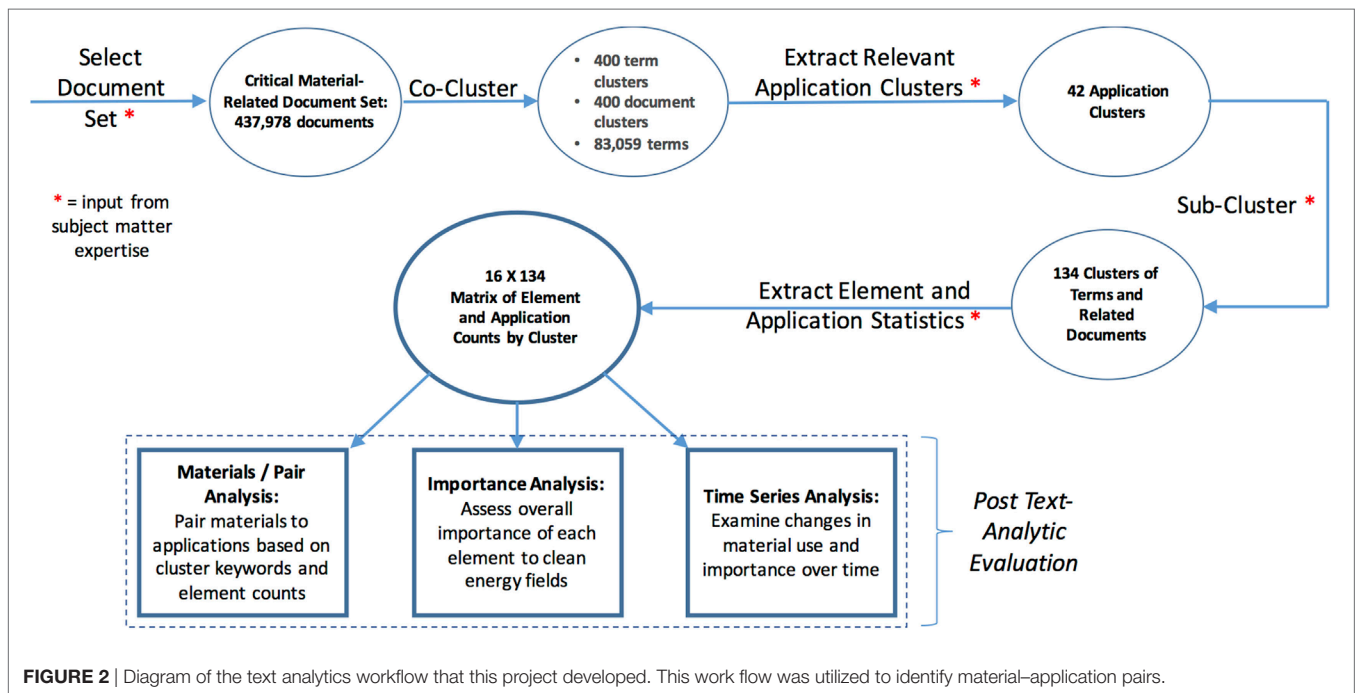 Select
Document
Set *
Critical Material-
Related Document Set:
437,978 documents
Co-Cluster
• 400 term
clusters
• 400 document
clusters
• 83,059 terms
Extract Relevant
Application Clusters *
42 Application
Clusters
Sub-Cluster *
* = input from
subject matter
expertise
134 Clusters of
Terms and
Related
Documents
Extract Element and
Application Statistics *
16 X 134
Matrix of Element
and Application
Counts by Cluster
Materials / Pair
Analysis:
Pair materials to
applications based on
cluster keywords and
element counts
Importance Analysis:
Assess overall
importance of each
element to clean
energy fields
Time Series Analysis:
Examine changes in
material use and
importance over time
Post Text-
Analytic
Evaluation
FIGURE 2 | Diagram of the text analytics workflow that this project developed. This work flow was utilized to identify material–application pairs.